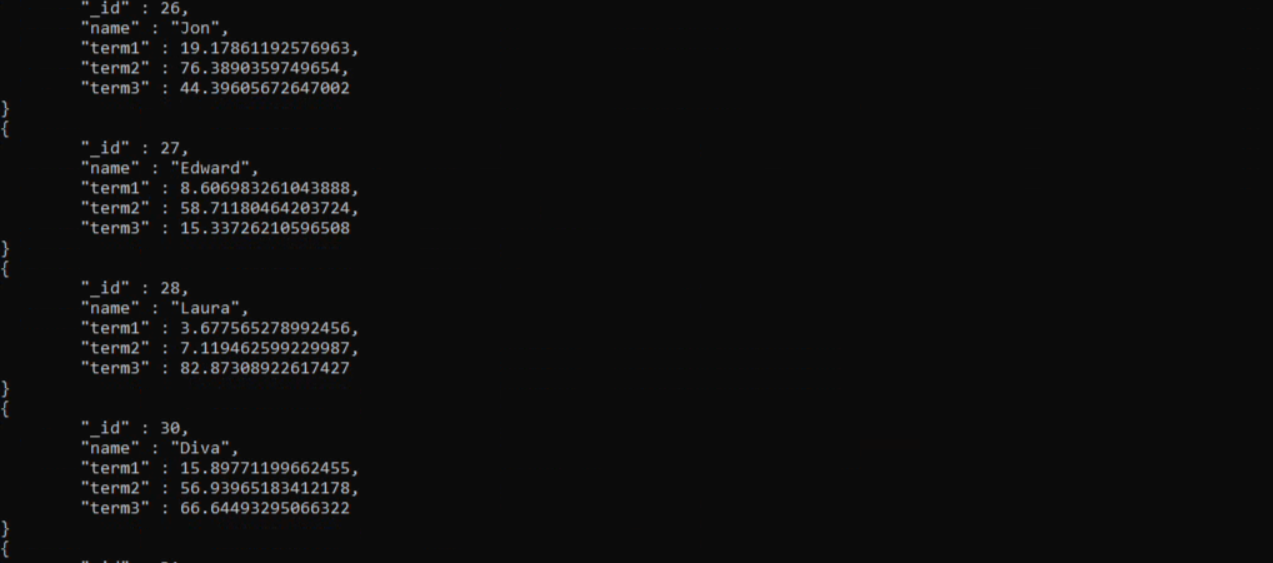 "_id" : 26,
"name" : "Jon",
"term1" : 19.17861192576963,
"term2" : 76.3890359749654,
"term3" : 44.39605672647002
}
{
"_id" : 27,
"name" : "Edward",
"term1" : 8.606983261043888,
"term2" : 58.71180464203724,
"term3" : 15.33726210596508
}
{
"_id" : 28,
"name" : "Laura",
"term1" : 3.677565278992456,
"term2" : 7.119462599229987,
"term3" : 82.87308922617427
}
{
"_id" : 30,
"name" : "Diva",
"term1" : 15.89771199662455,
"term2" : 56.93965183412178,
"term3" : 66.64493295066322
}
{